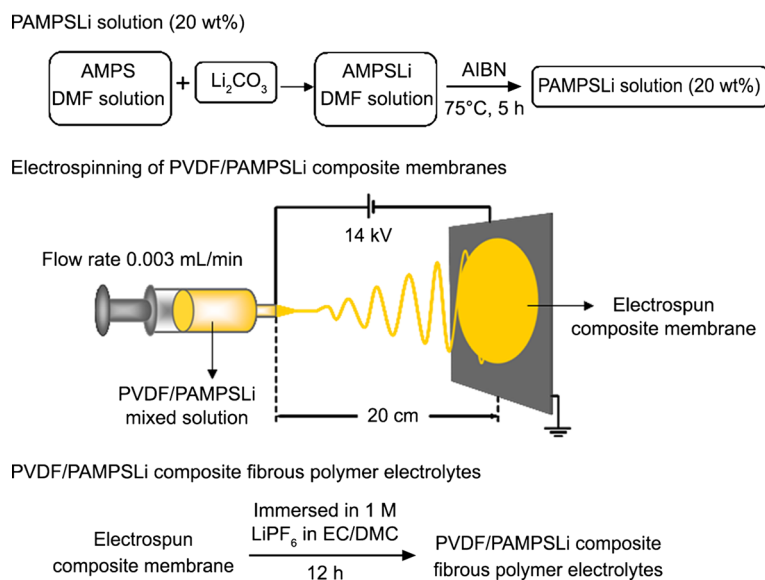 PAMPSLi solution (20 wt%)
AMPS
DMF solution
+
Li₂CO₃
AMPSLi
DMF solution
AIBN
75°C, 5 h
PAMPSLi solution (20 wt%)
Electrospinning of PVDF/PAMPSLi composite membranes
14 kV
Flow rate 0.003 mL/min
Electrospun
composite membrane
PVDF/PAMPSLi
mixed solution
20 cm
PVDF/PAMPSLi composite fibrous polymer electrolytes
Electrospun
composite membrane
Immersed in 1 M
LiPF₆ in EC/DMC
12 h
PVDF/PAMPSLi composite
fibrous polymer electrolytes